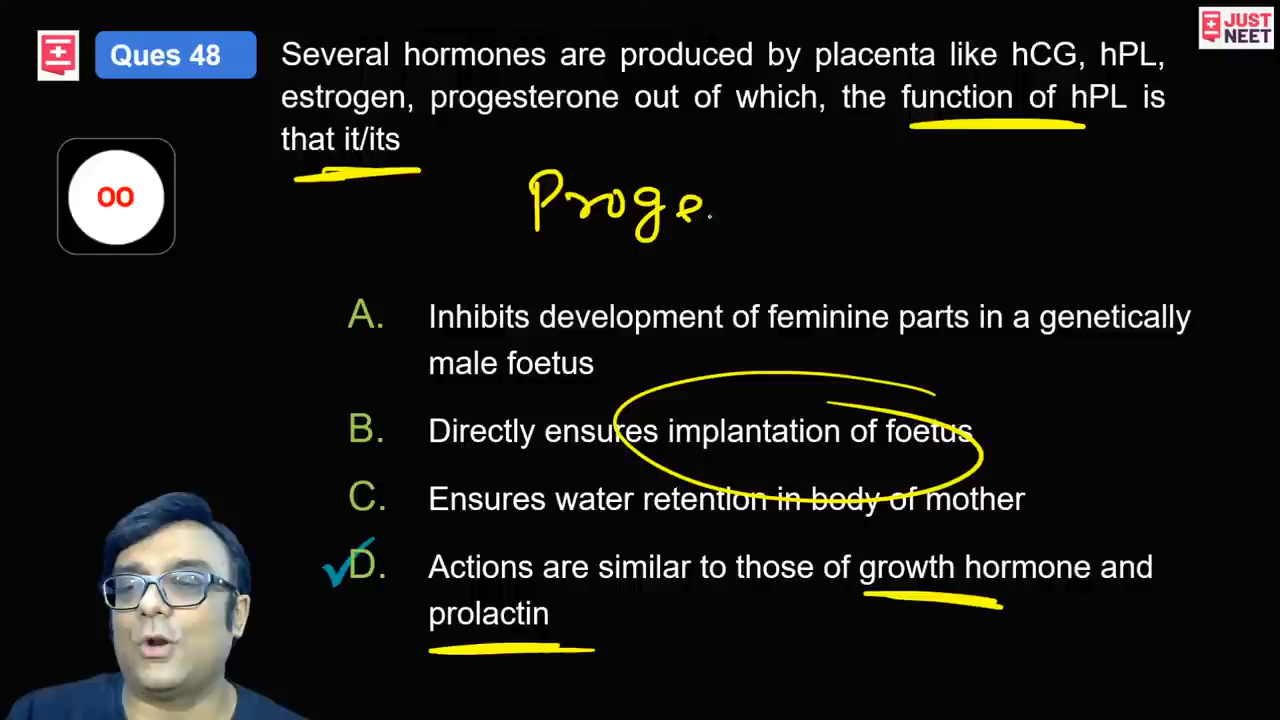 JUST
NEET
Ques 48
Several hormones are produced by placenta like hCG, hPL,
estrogen, progesterone out of which, the function of hPL is
that it/its
00
Proge
A. Inhibits development of feminine parts in a genetically
male foetus
B. Directly ensures implantation of foetus
C. Ensures water retention in body of mother
D. Actions are similar to those of growth hormone and
prolactin